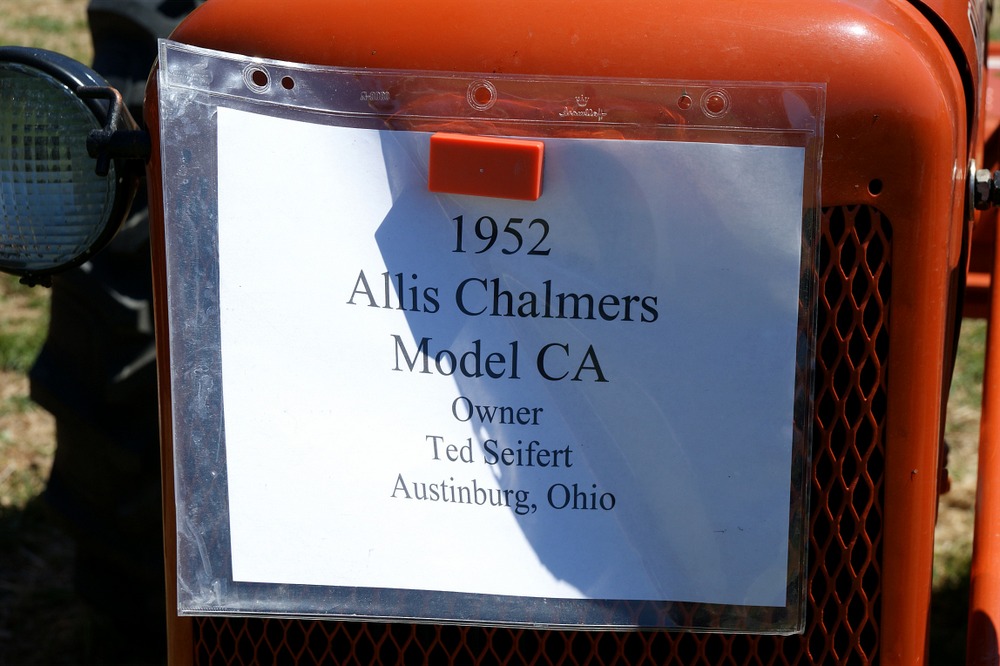 1952
Allis Chalmers
Model CA
Owner
Ted Seifert
Austinburg, Ohio